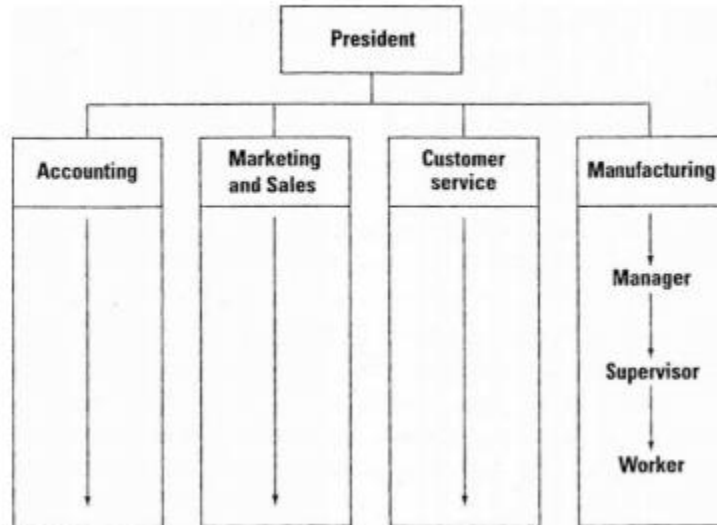 President
Accounting
Marketing
and Sales
Customer
service
Manufacturing
Manager
Supervisor
Worker